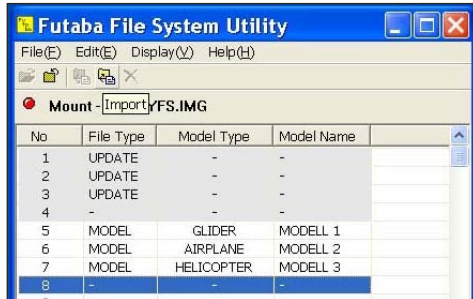 Futaba File System Utility
File(F) Edit(E) Display(V) Help(H)
Mount - Import YFS.IMG
No File Type Model Type Model Name
1 UPDATE - -
2 UPDATE - -
3 UPDATE - -
4 - - -
5 MODEL GLIDER MODELL 1
6 MODEL AIRPLANE MODELL 2
7 MODEL HELICOPTER MODELL 3
8 - - -